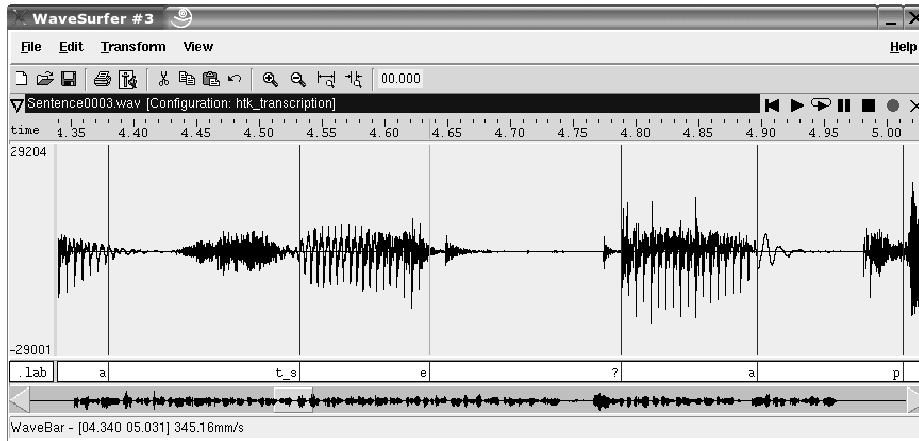 WaveSurfer #3
File Edit Transform View Help
00.000
Sentence0003.wav [Configuration: htk_transcription]
time 4.35 4.40 4.45 4.50 4.55 4.60 4.65 4.70 4.75 4.80 4.85 4.90 4.95 5.00
29204
-29001
.lab a t_s e ? a p
WaveBar - [04.340 05.031] 345.16mm/s